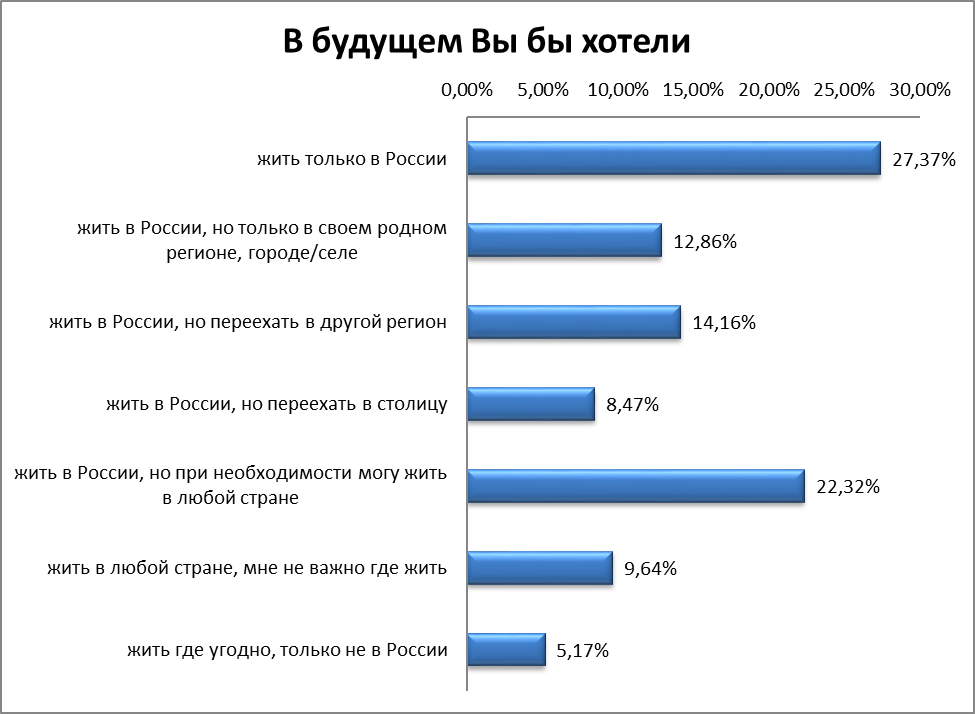 В будущем Вы бы хотели
0,00% 5,00% 10,00% 15,00% 20,00% 25,00% 30,00%
жить только в России
27,37%
жить в России, но только в своем родном
регионе, городе/селе
12,86%
жить в России, но переехать в другой регион
14,16%
жить в России, но переехать в столицу
8,47%
жить в России, но при необходимости могу жить
в любой стране
22,32%
жить в любой стране, мне не важно где жить
9,64%
жить где угодно, только не в России
5,17%